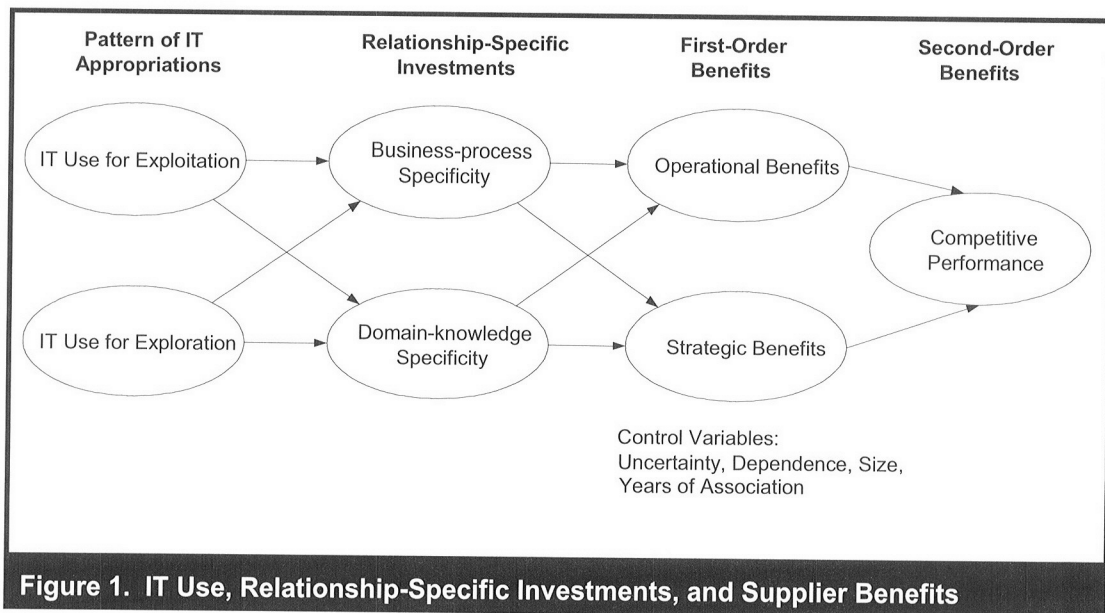 Pattern of IT
Appropriations
Relationship-Specific
Investments
First-Order
Benefits
Second-Order
Benefits
IT Use for Exploitation
Business-process
Specificity
Operational Benefits
Competitive
Performance
IT Use for Exploration
Domain-knowledge
Specificity
Strategic Benefits
Control Variables:
Uncertainty, Dependence, Size,
Years of Association
Figure 1. IT Use, Relationship-Specific Investments, and Supplier Benefits